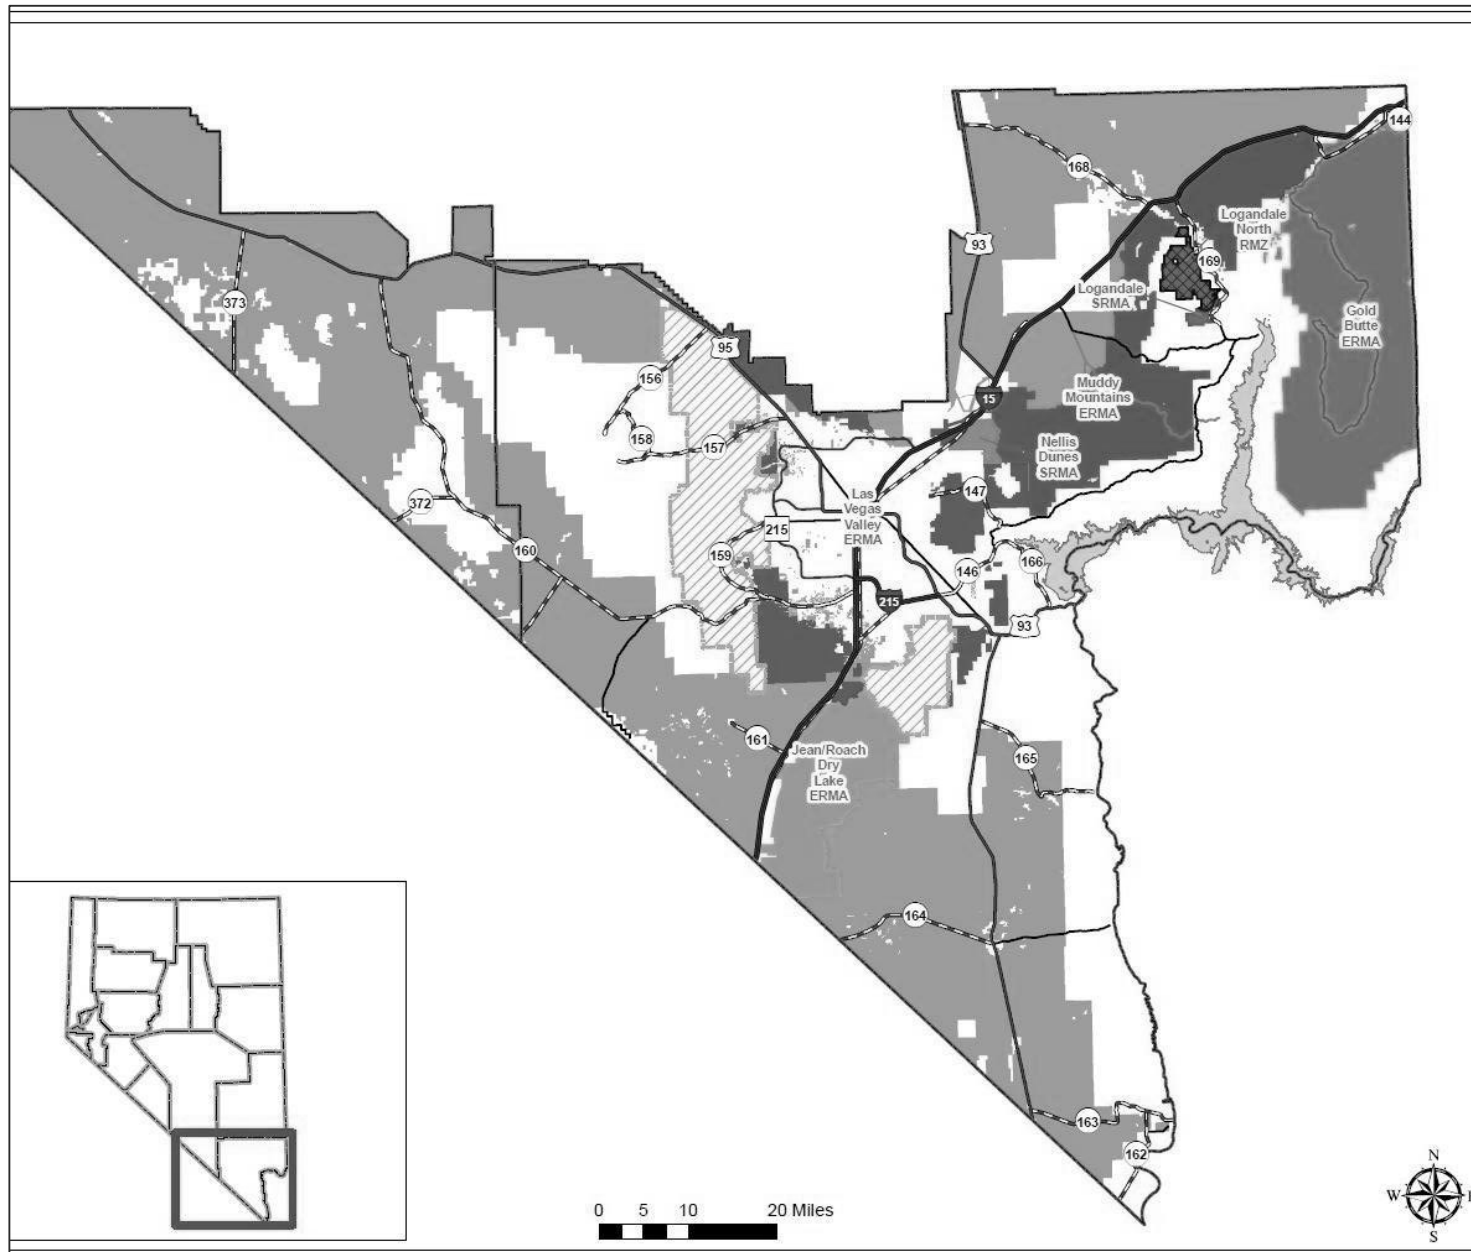 144
168
Logandale
North
RMZ
93
169
373
Logandale
SRMA
Gold
Butte
ERMA
95
156
Muddy
Mountains
ERMA
15
158
157
Nellis
Dunes
SRMA
147
372
Las
Vegas
Valley
ERMA
215
160
159
166
146
215
93
161
Jean/Roach
Dry
Lake
ERMA
165
164
163
162
N
W
S
0 5 10 20 Miles